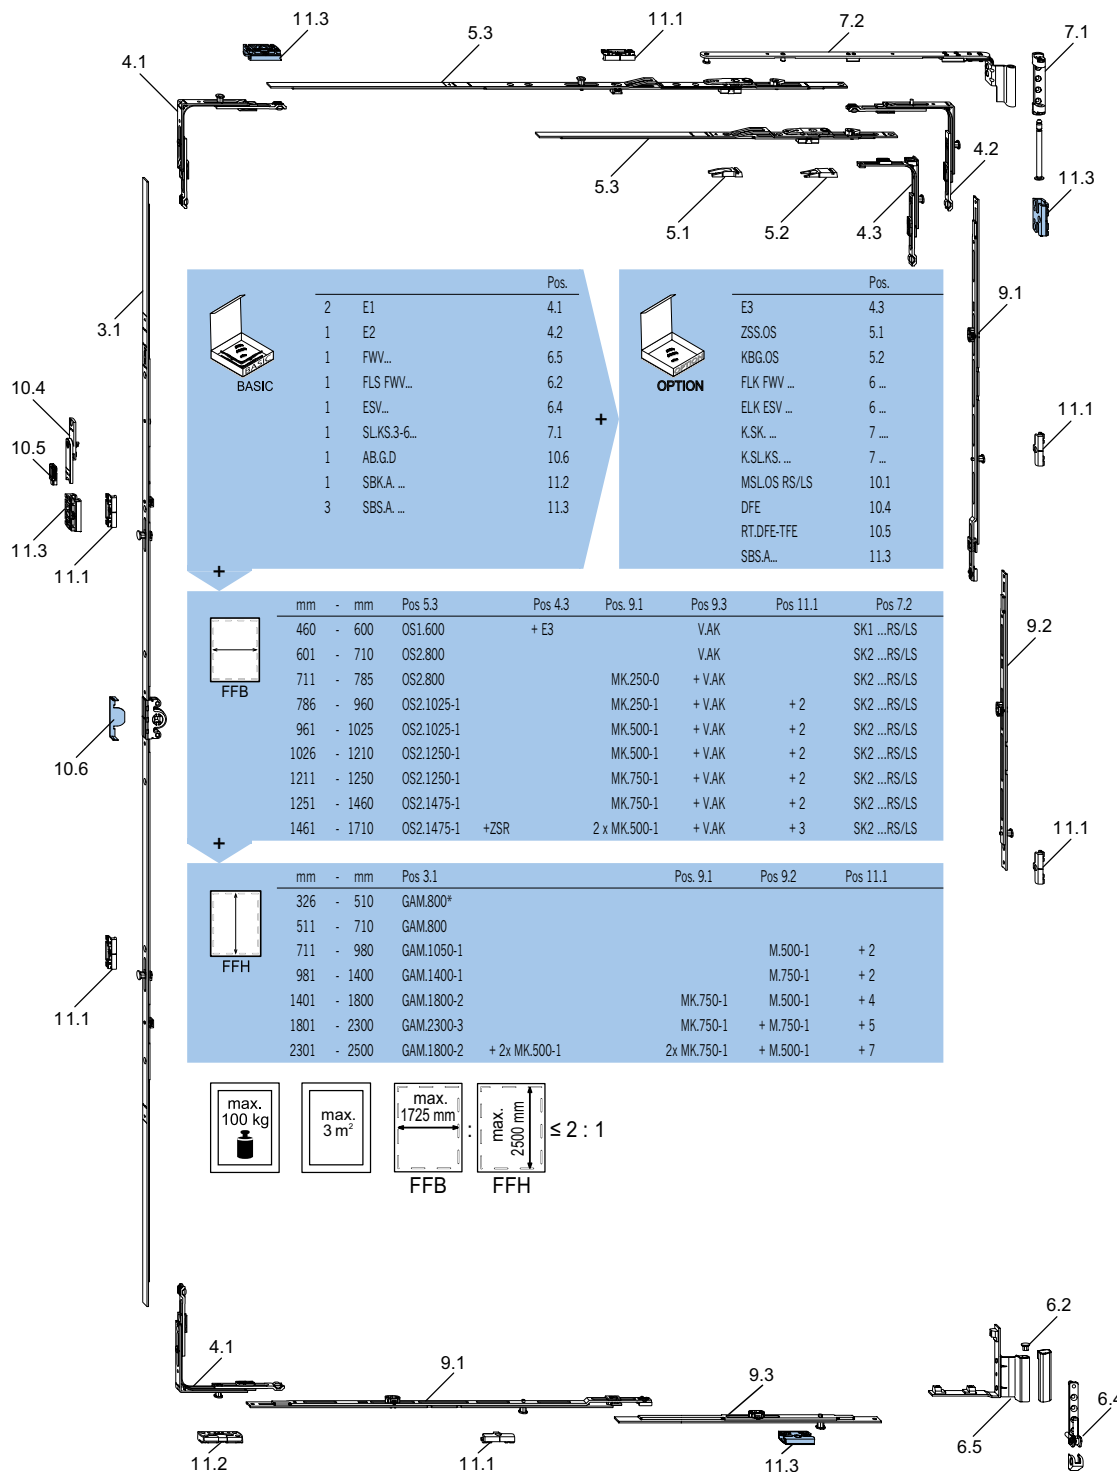 11.3
11.1
7.2
7.1
5.3
4.1
5.3
4.2
5.1
5.2
4.3
11.3
3.1
9.1
Pos.
2 E1 4.1
1 E2 4.2
1 FWV... 6.5
1 FLS FWV... 6.2
1 ESV... 6.4
1 SL.KS.3-6... 7.1
1 AB.G.D 10.6
1 SBK.A. ... 11.2
3 SBS.A. ... 11.3
BASIC
BASIC
+
Pos.
E3 4.3
ZSS.OS 5.1
KBG.OS 5.2
FLK FWV ... 6 ...
ELK ESV ... 6 ...
K.SK. ... 7 ....
K.SL.KS. ... 7 ...
MSL.OS RS/LS 10.1
DFE 10.4
RT.DFE-TFE 10.5
SBS.A... 11.3
OPTION
OPTION
10.4
10.5
11.3
11.1
11.1
+
mm - mm Pos 5.3 Pos 4.3 Pos. 9.1 Pos 9.3 Pos 11.1 Pos 7.2
460 - 600 OS1.600 + E3 V.AK SK1 ...RS/LS
601 - 710 OS2.800 V.AK SK2 ...RS/LS
711 - 785 OS2.800 MK.250-0 + V.AK SK2 ...RS/LS
786 - 960 OS2.1025-1 MK.250-1 + V.AK + 2 SK2 ...RS/LS
961 - 1025 OS2.1025-1 MK.500-1 + V.AK + 2 SK2 ...RS/LS
1026 - 1210 OS2.1250-1 MK.500-1 + V.AK + 2 SK2 ...RS/LS
1211 - 1250 OS2.1250-1 MK.750-1 + V.AK + 2 SK2 ...RS/LS
1251 - 1460 OS2.1475-1 MK.750-1 + V.AK + 2 SK2 ...RS/LS
1461 - 1710 OS2.1475-1 +ZSR 2 x MK.500-1 + V.AK + 3 SK2 ...RS/LS
FFB
9.2
10.6
11.1
+
mm - mm Pos 3.1 Pos. 9.1 Pos 9.2 Pos 11.1
326 - 510 GAM.800*
511 - 710 GAM.800
711 - 980 GAM.1050-1 M.500-1 + 2
981 - 1400 GAM.1400-1 M.750-1 + 2
1401 - 1800 GAM.1800-2 MK.750-1 M.500-1 + 4
1801 - 2300 GAM.2300-3 MK.750-1 + M.750-1 + 5
2301 - 2500 GAM.1800-2 + 2x MK.500-1 2x MK.750-1 + M.500-1 + 7
FFH
11.1
max.
100 kg
max.
3 m²
max.
1725 mm
FFB
:
max.
2500 mm
FFH
≤ 2 : 1
4.1
9.1
9.3
6.2
6.5
6.4
11.2
11.1
11.3